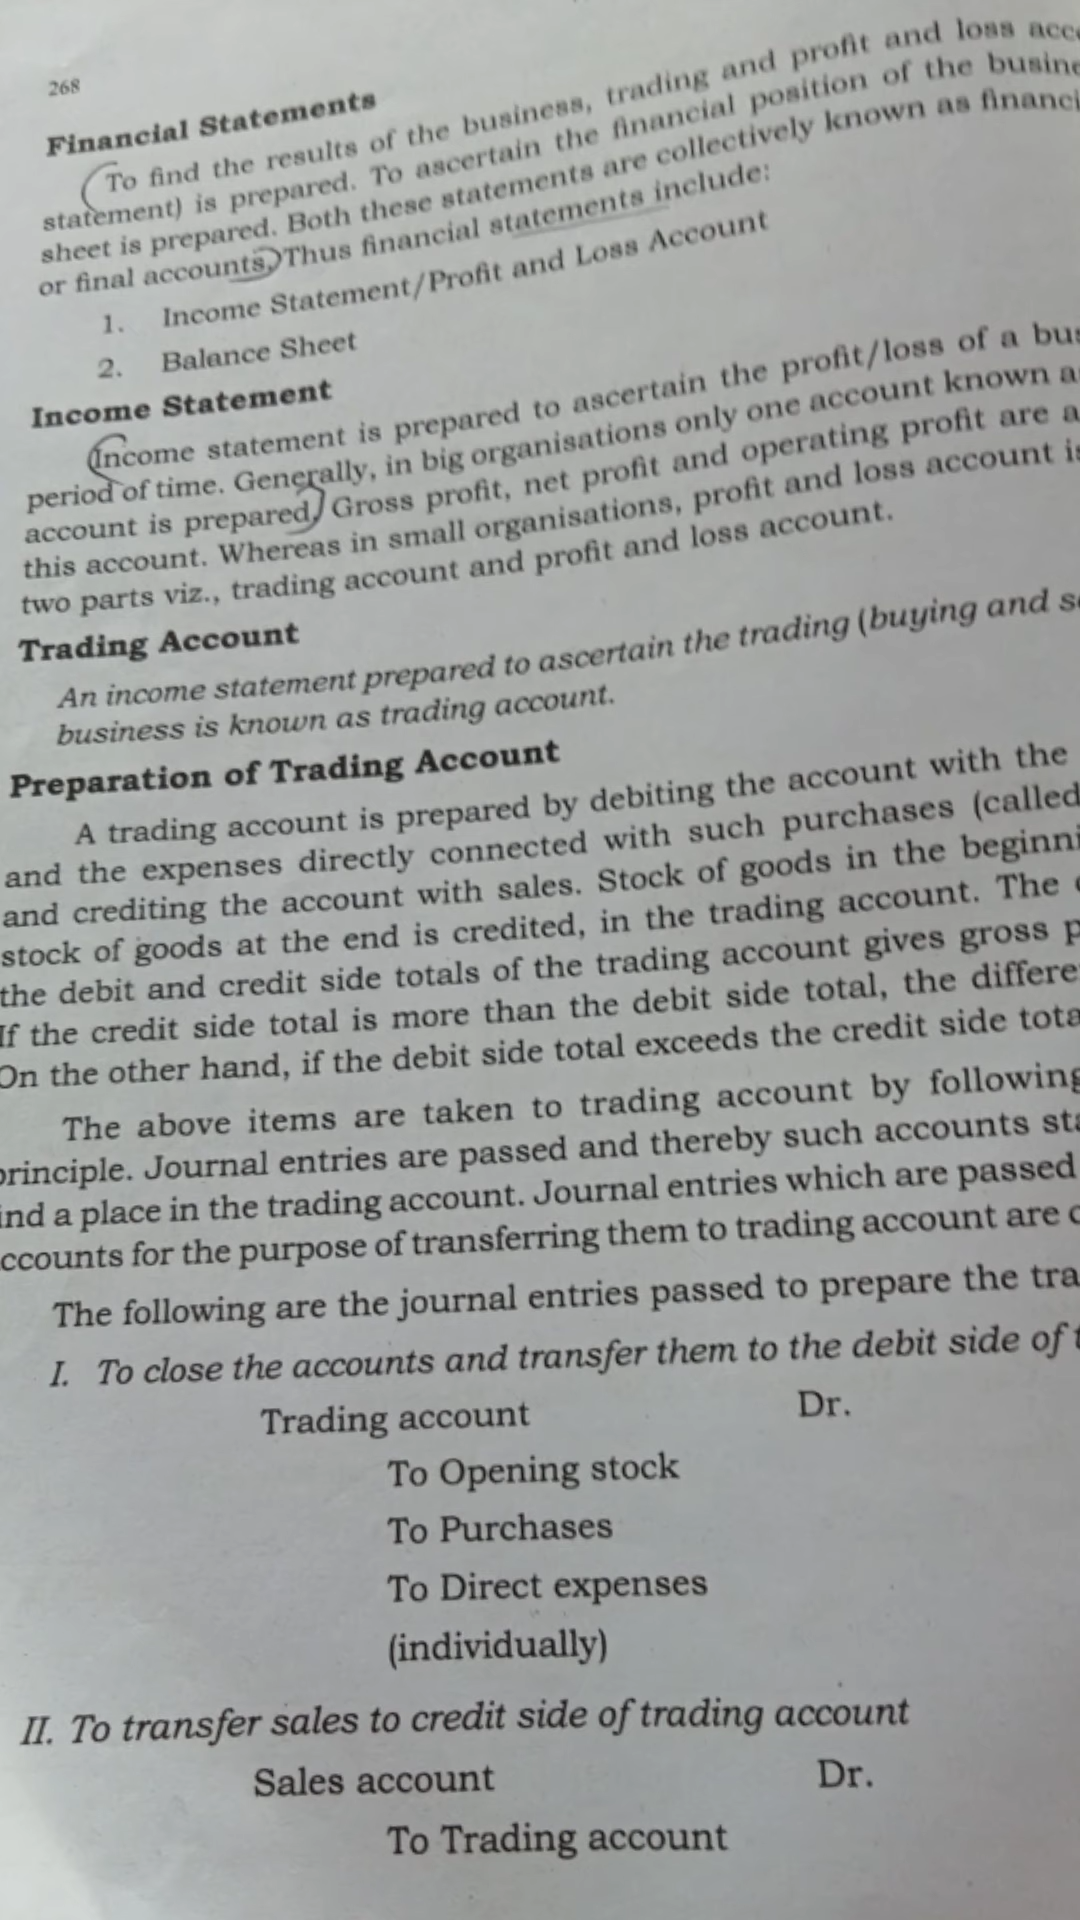 268
Financial Statements
To find the results of the business, trading and profit and loss
statement) is prepared. To ascertain the financial position of the
sheet is prepared. Both these statements are collectively known as
or final accounts. Thus financial statements include:
1. Income Statement/Profit and Loss Account
2. Balance Sheet
Income Statement
Income statement is prepared to ascertain the profit/loss of a
period of time. Generally, in big organisations only one account known
account is prepared. Gross profit, net profit and operating profit are
this account. Whereas in small organisations, profit and loss account
two parts viz., trading account and profit and loss account.
Trading Account
An income statement prepared to ascertain the trading (buying and
business is known as trading account.
Preparation of Trading Account
A trading account is prepared by debiting the account with the
and the expenses directly connected with such purchases (called
and crediting the account with sales. Stock of goods in the
stock of goods at the end is credited, in the trading account. The
the debit and credit side totals of the trading account gives gross
If the credit side total is more than the debit side total, the
On the other hand, if the debit side total exceeds the credit side
The above items are taken to trading account by following
principle. Journal entries are passed and thereby such accounts
a place in the trading account. Journal entries which are passed
for the purpose of transferring them to trading account are
The following are the journal entries passed to prepare the
I. To close the accounts and transfer them to the debit side of
Trading account Dr.
To Opening stock
To Purchases
To Direct expenses
(individually)
II. To transfer sales to credit side of trading account
Sales account Dr.
To Trading account